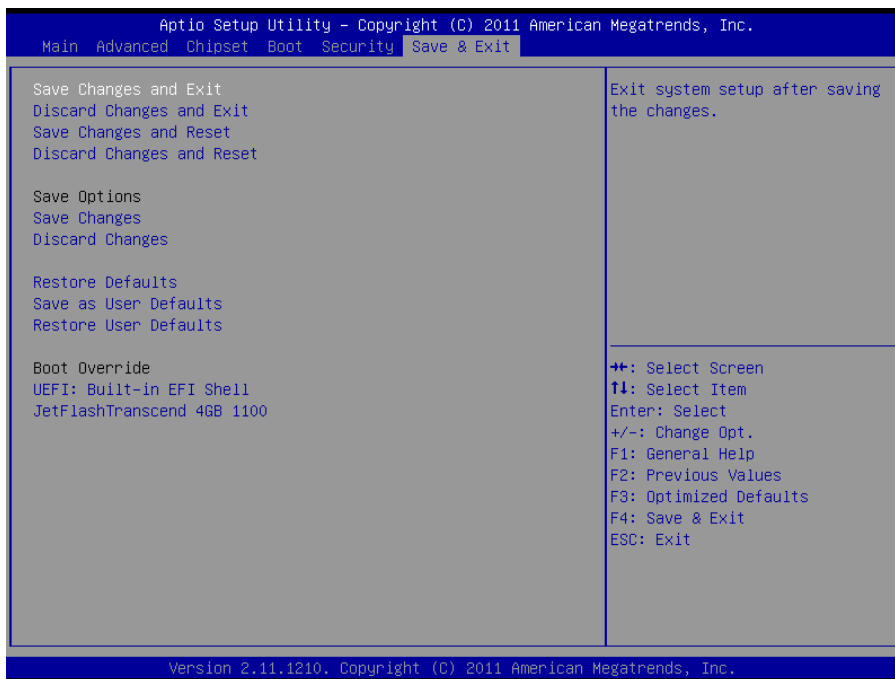 Aptio Setup Utility – Copyright (C) 2011 American Megatrends, Inc.
Main Advanced Chipset Boot Security Save & Exit
Save Changes and Exit
Discard Changes and Exit
Save Changes and Reset
Discard Changes and Reset
Save Options
Save Changes
Discard Changes
Restore Defaults
Save as User Defaults
Restore User Defaults
Boot Override
UEFI: Built-in EFI Shell
JetFlashTranscend 4GB 1100
Exit system setup after saving
the changes.
→←: Select Screen
↑↓: Select Item
Enter: Select
+/-: Change Opt.
F1: General Help
F2: Previous Values
F3: Optimized Defaults
F4: Save & Exit
ESC: Exit
Version 2.11.1210. Copyright (C) 2011 American Megatrends, Inc.